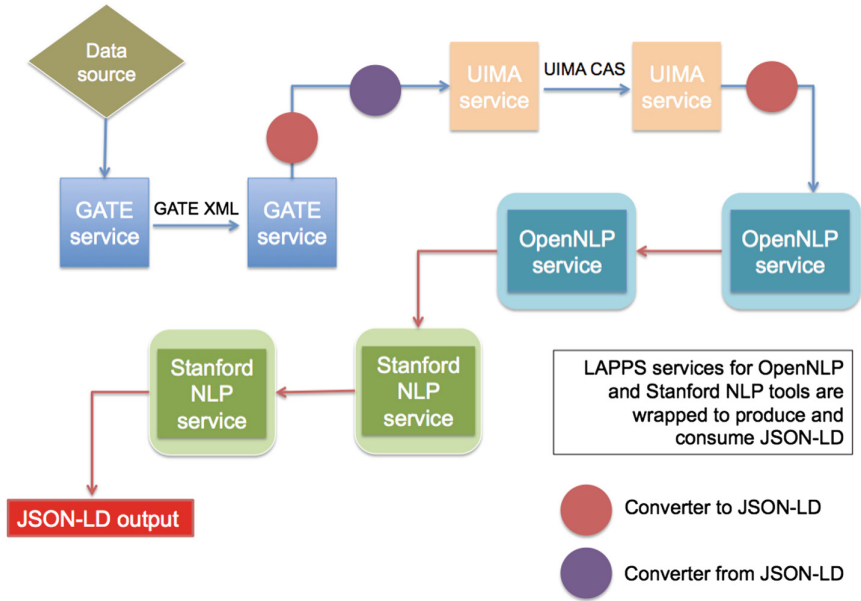 Data
source
GATE
service
GATE XML
GATE
service
UIMA
service
UIMA CAS
UIMA
service
OpenNLP
service
OpenNLP
service
Stanford
NLP
service
Stanford
NLP
service
JSON-LD output
LAPPS services for OpenNLP
and Stanford NLP tools are
wrapped to produce and
consume JSON-LD
Converter to JSON-LD
Converter from JSON-LD